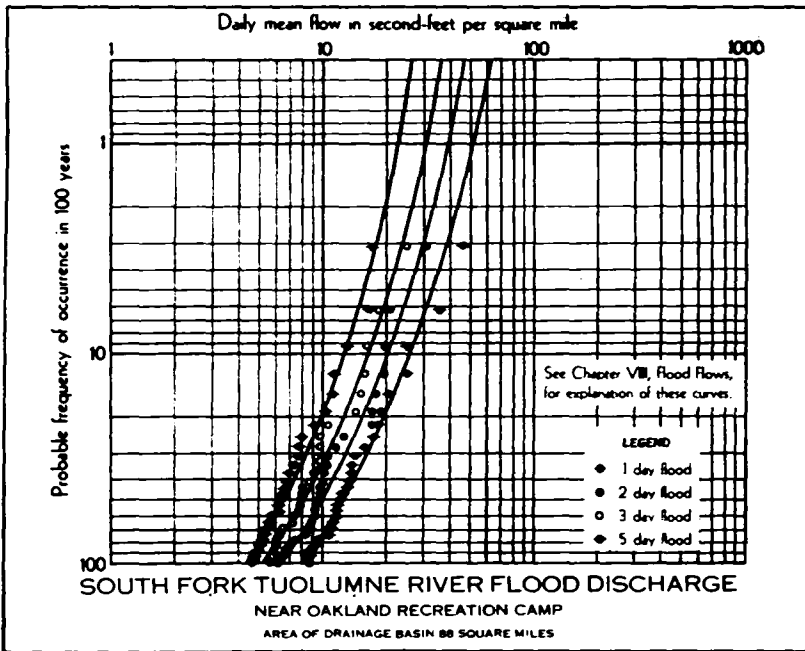 Daily mean flow in second-feet per square mile
1 10 100 1000
Probable frequency of occurrence in 100 years
1
10
100
See Chapter VIII, Flood Flows,
for explanation of these curves.
LEGEND
1 day flood
2 day flood
3 day flood
5 day flood
SOUTH FORK TUOLUMNE RIVER FLOOD DISCHARGE
NEAR OAKLAND RECREATION CAMP
AREA OF DRAINAGE BASIN 88 SQUARE MILES